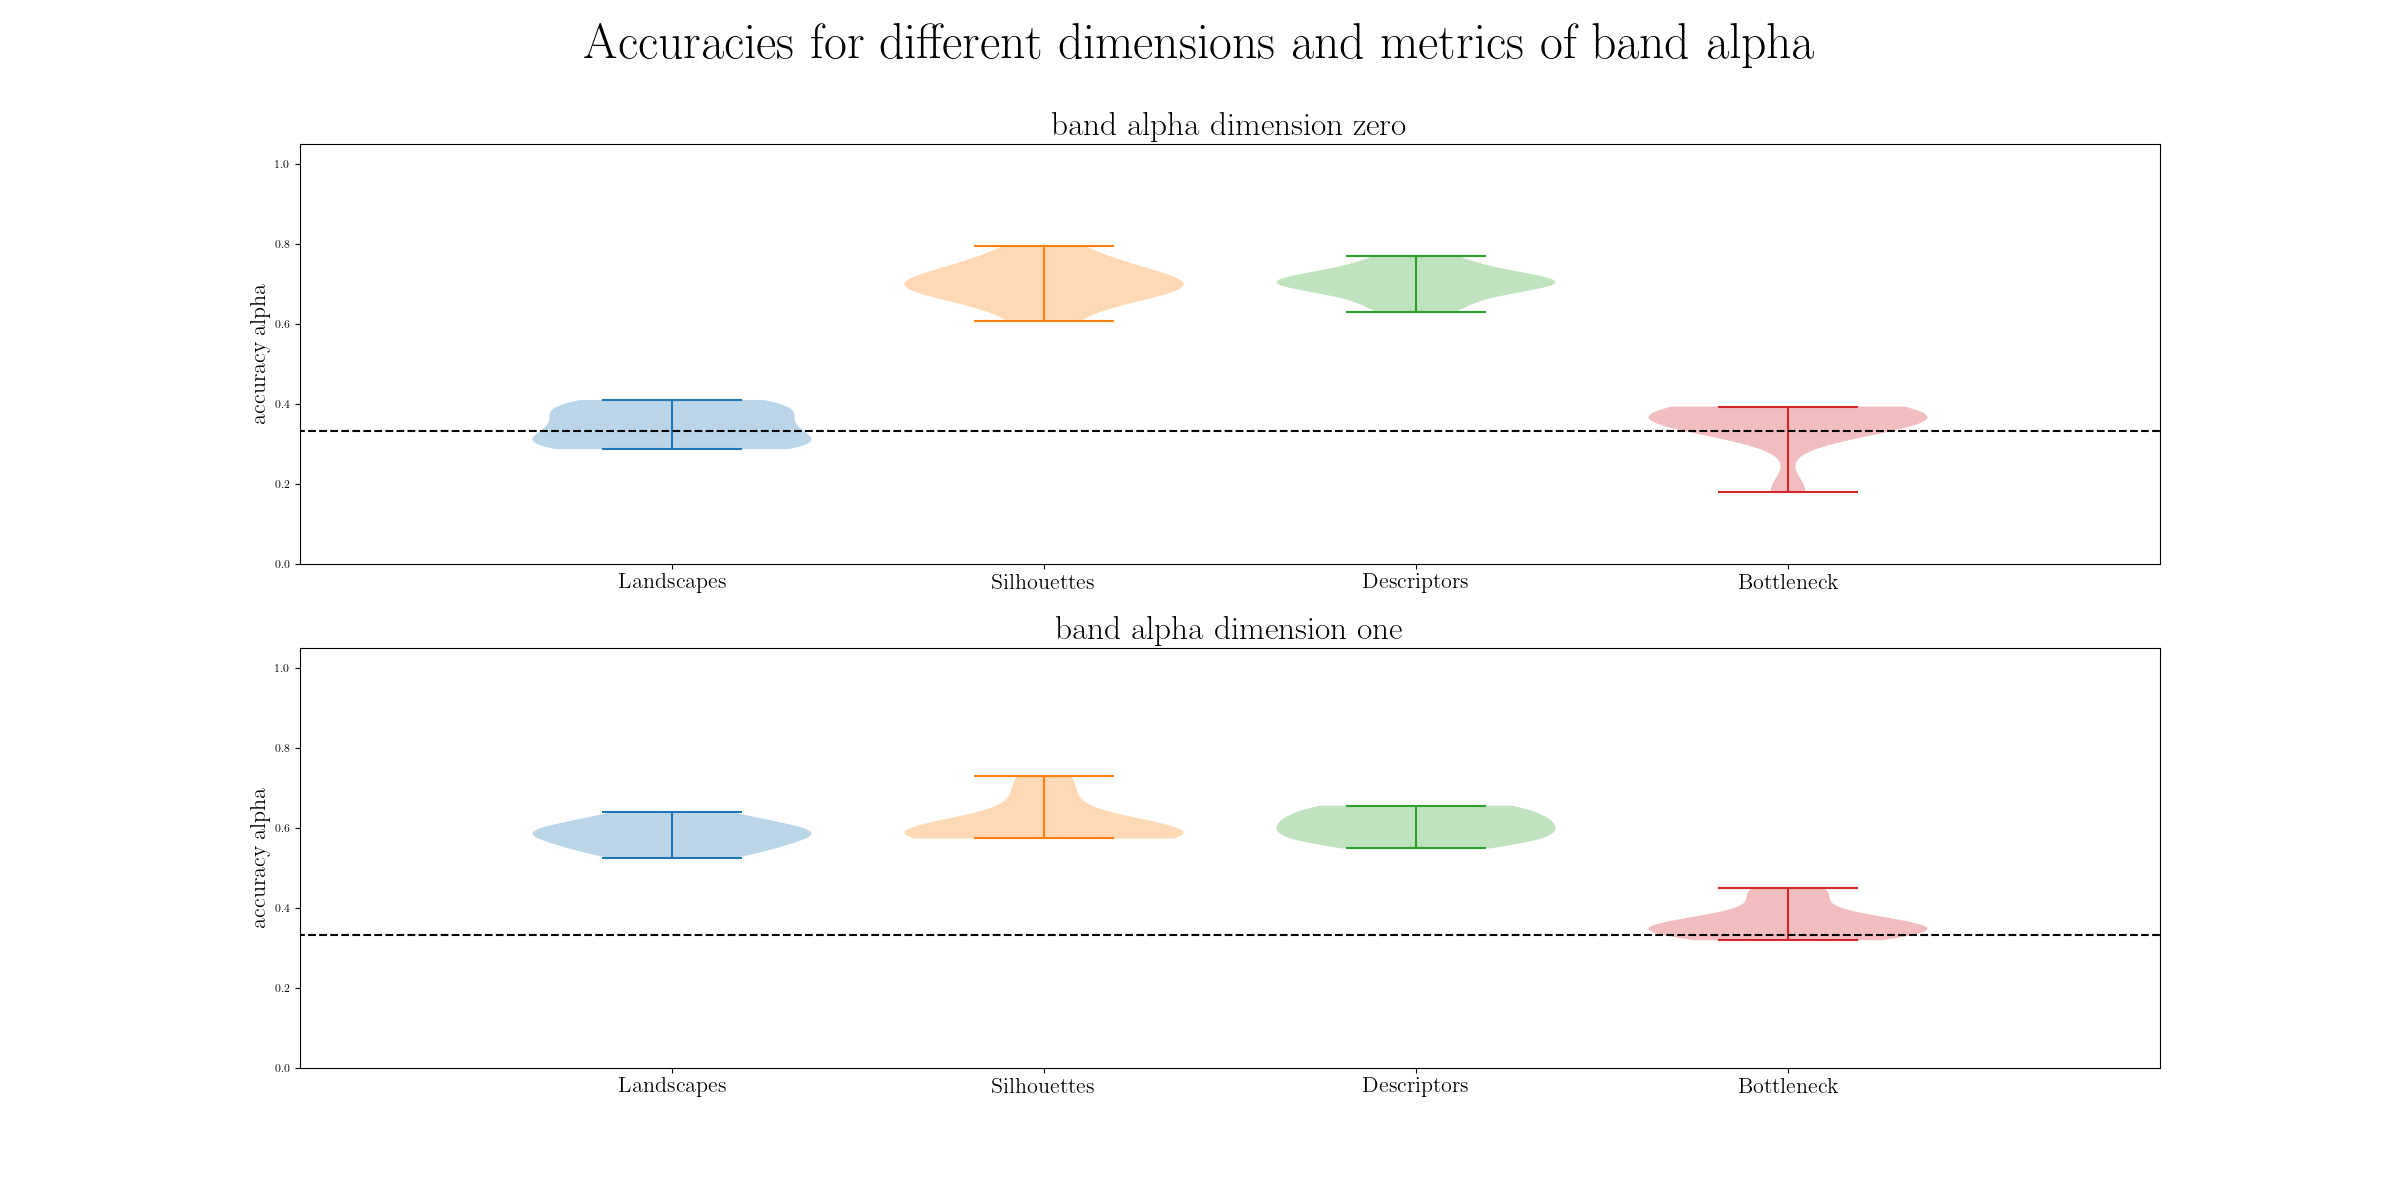 Accuracies for different dimensions and metrics of band alpha
band alpha dimension zero
accuracy alpha
1.0
0.8
0.6
0.4
0.2
0.0
Landscapes Silhouettes Descriptors Bottleneck
band alpha dimension one
accuracy alpha
1.0
0.8
0.6
0.4
0.2
0.0
Landscapes Silhouettes Descriptors Bottleneck